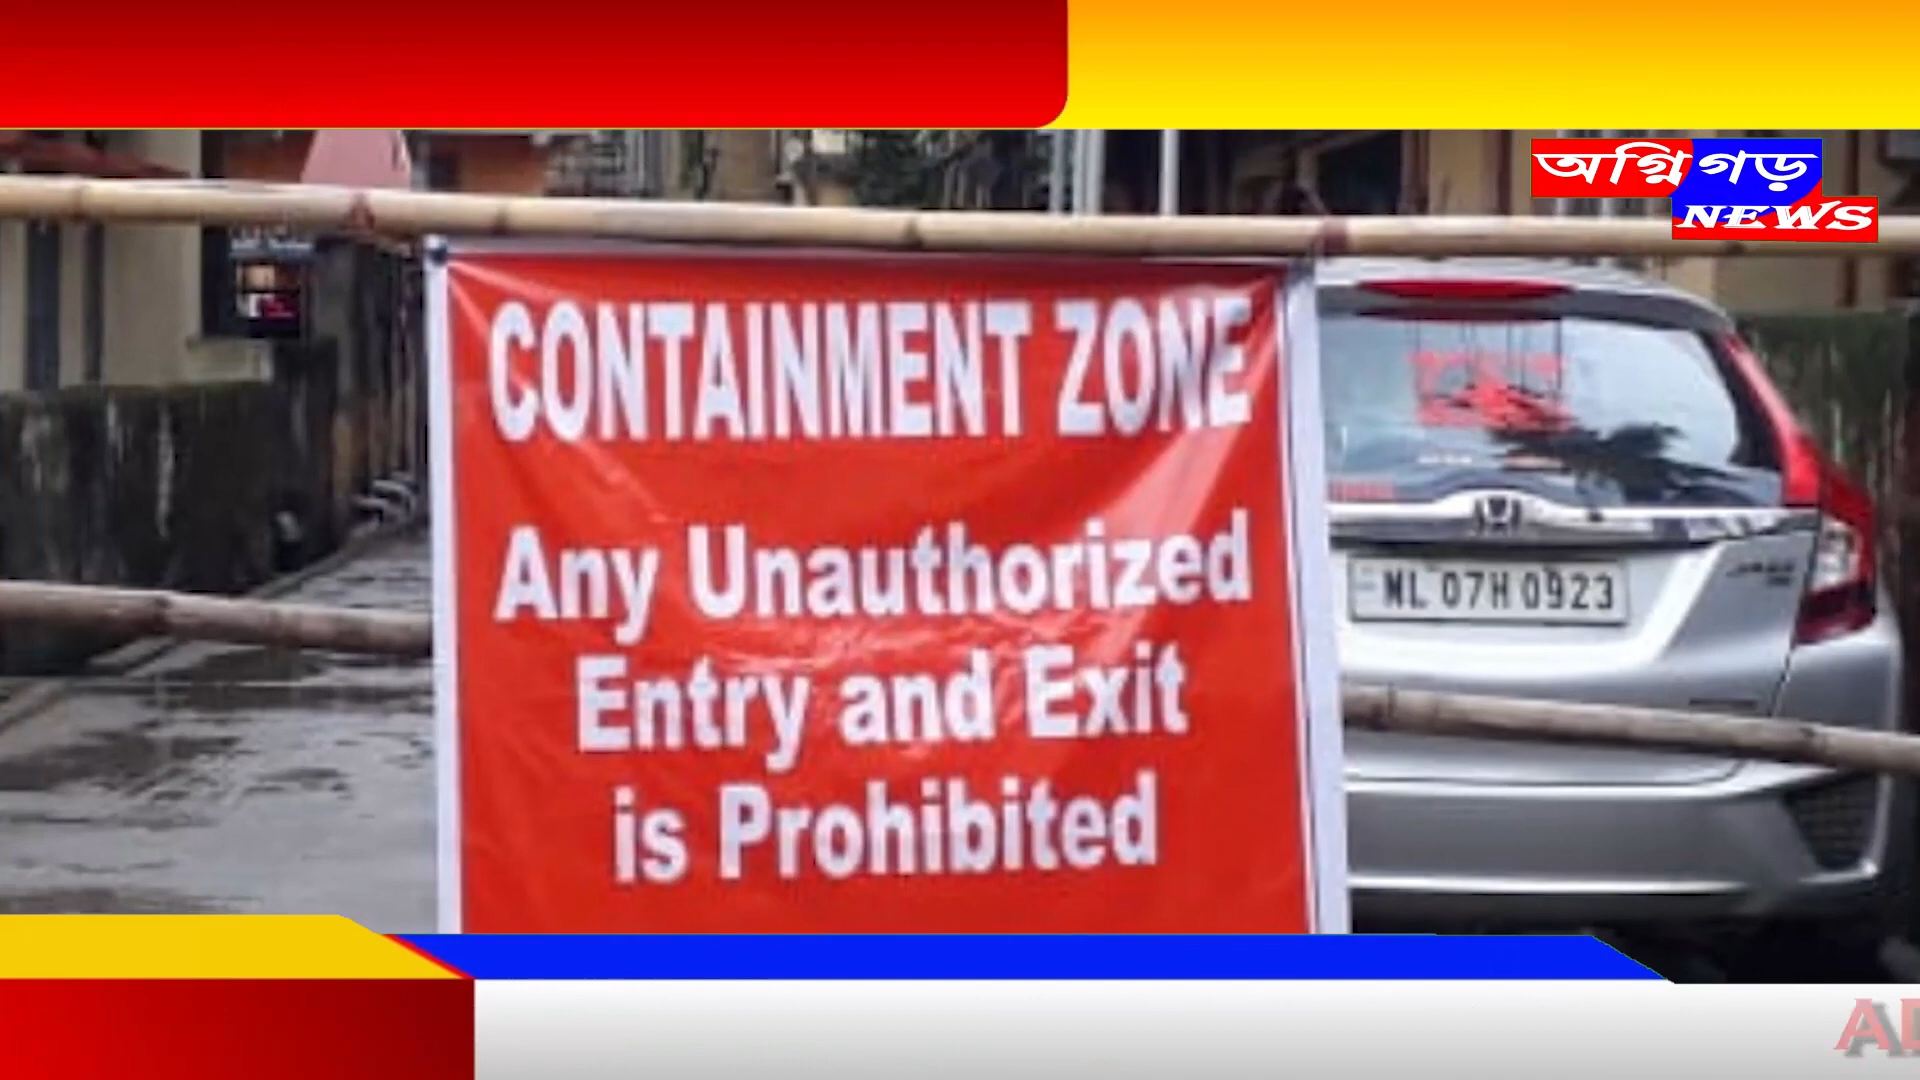 অগ্নিগড়
NEWS
CONTAINMENT ZONE
Any Unauthorized
Entry and Exit
is Prohibited
ML 07H 0923